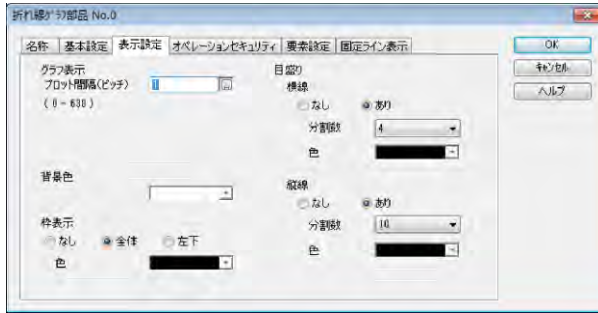 折れ線ｸﾞﾗﾌ部品 No.0
名称 基本設定 表示設定 オペレーションセキュリティ 要素設定 固定ライン表示
OK
キャンセル
ヘルプ
グラフ表示
プロット間隔(ピッチ) 1
( 0 - 630 )
背景色
枠表示
なし 全体 左下
色
目盛り
横線
なし あり
分割数 4
色
縦線
なし あり
分割数 10
色